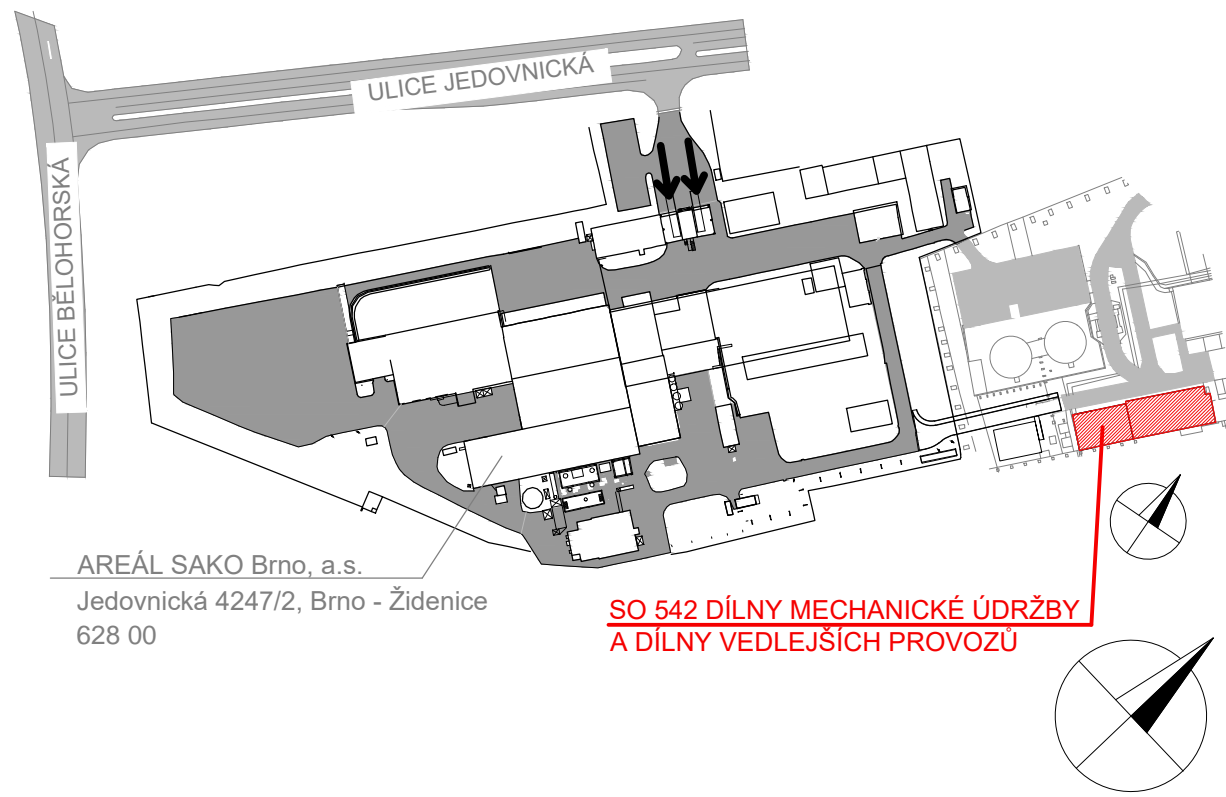 ULICE JEDOVNICKÁ
ULICE BĚLOHORSKÁ
AREÁL SAKO Brno, a.s.
Jedovnická 4247/2, Brno - Židenice
628 00
SO 542 DÍLNY MECHANICKÉ ÚDRŽBY
A DÍLNY VEDLEJŠÍCH PROVOZŮ